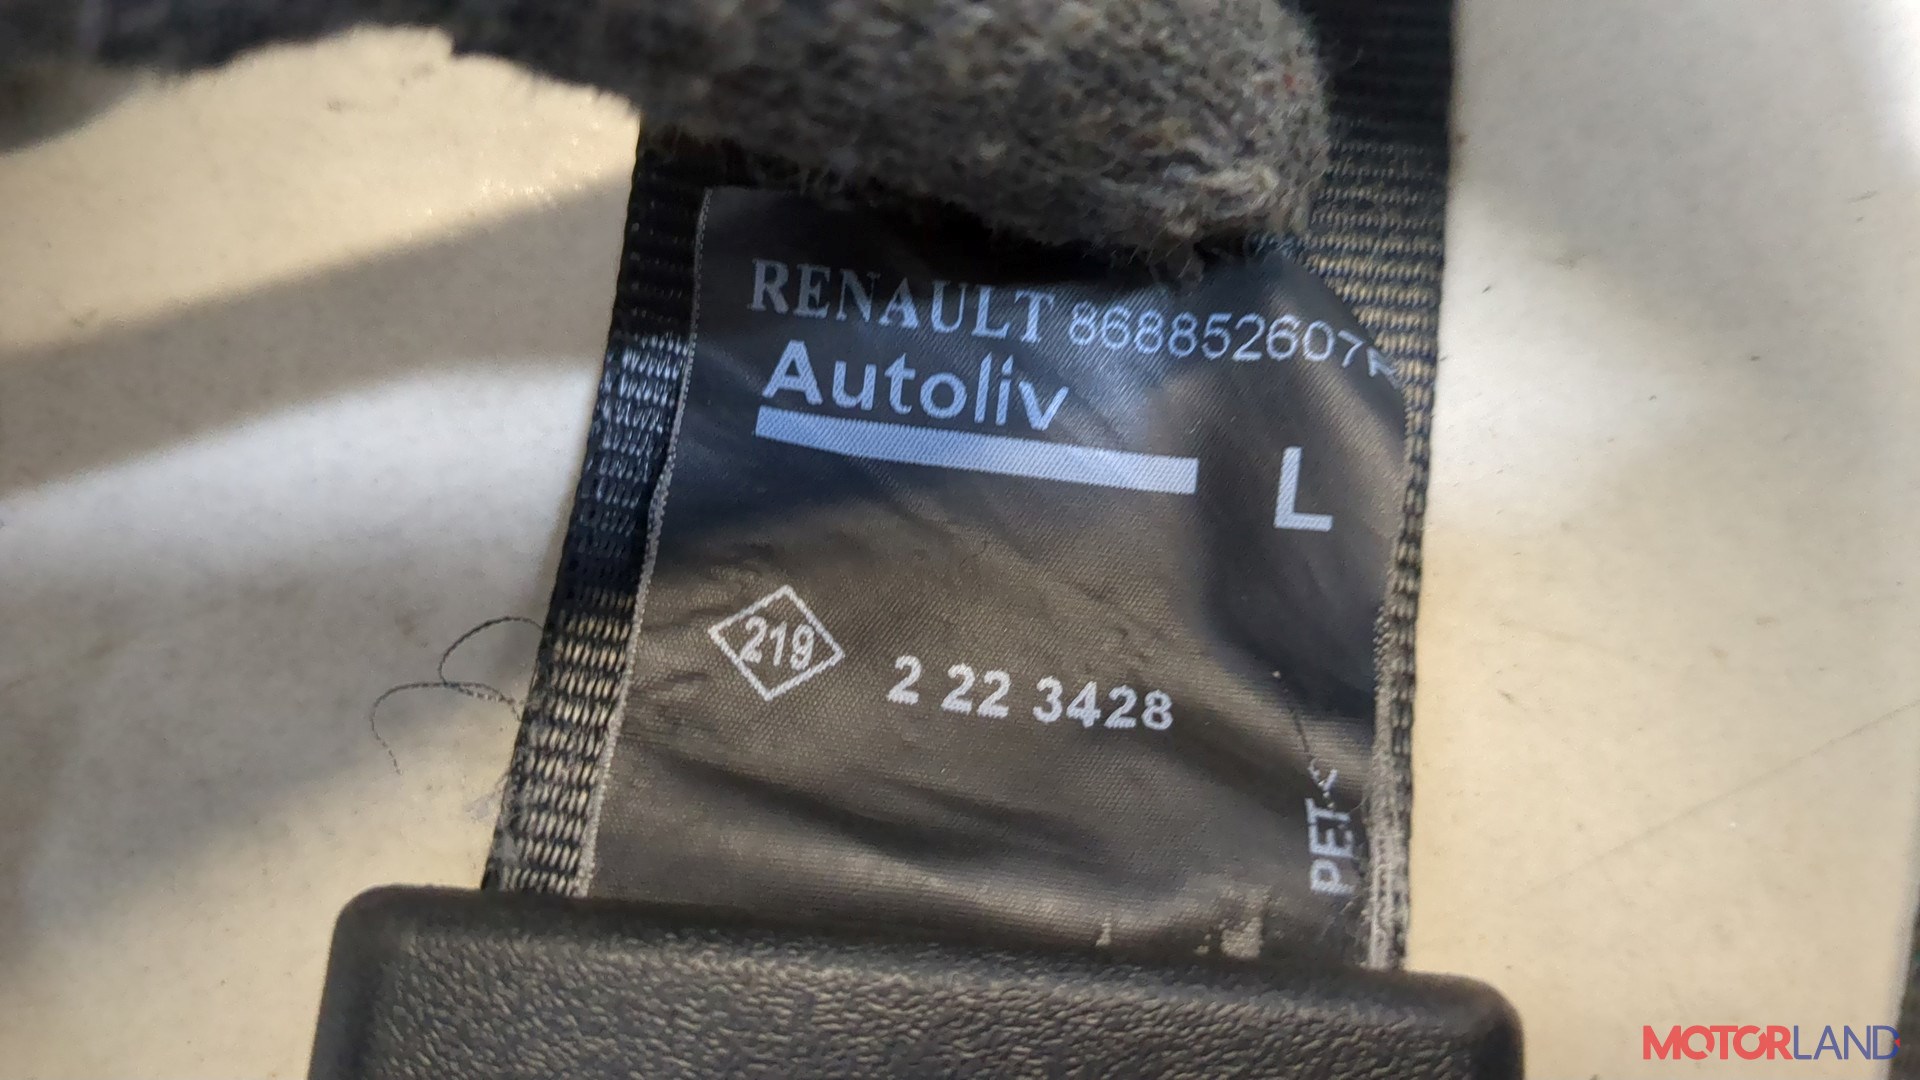 RENAULT 868852607R
Autoliv
L
219
2 22 3428
PET
MOTORLAND